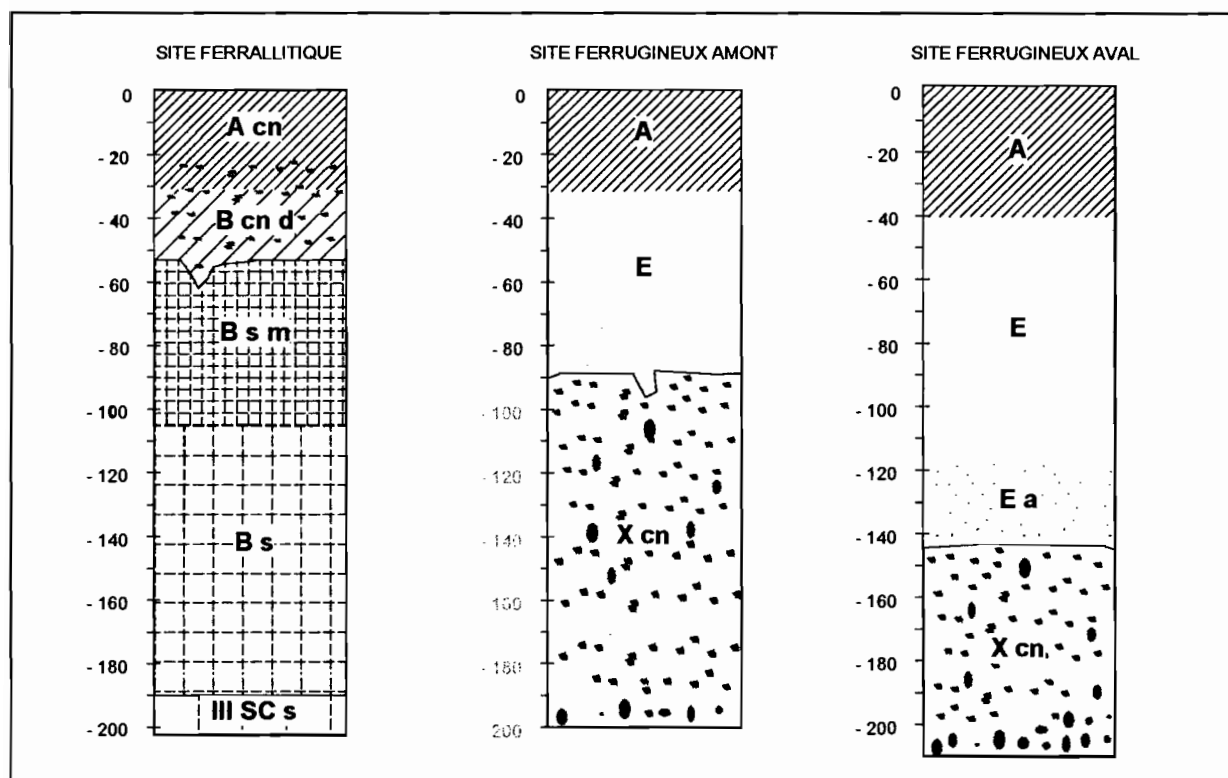 SITE FERRALLITIQUE
0
- 20
- 40
- 60
- 80
- 100
- 120
- 140
- 160
- 180
- 200
A cn
B cn d
B s m
B s
III SC s
SITE FERRUGINEUX AMONT
0
- 20
- 40
- 60
- 80
- 100
- 120
- 140
- 160
- 180
200
A
E
X cn
SITE FERRUGINEUX AVAL
0
- 20
- 40
- 60
- 80
- 100
- 120
- 140
- 160
- 180
- 200
A
E
E a
X cn